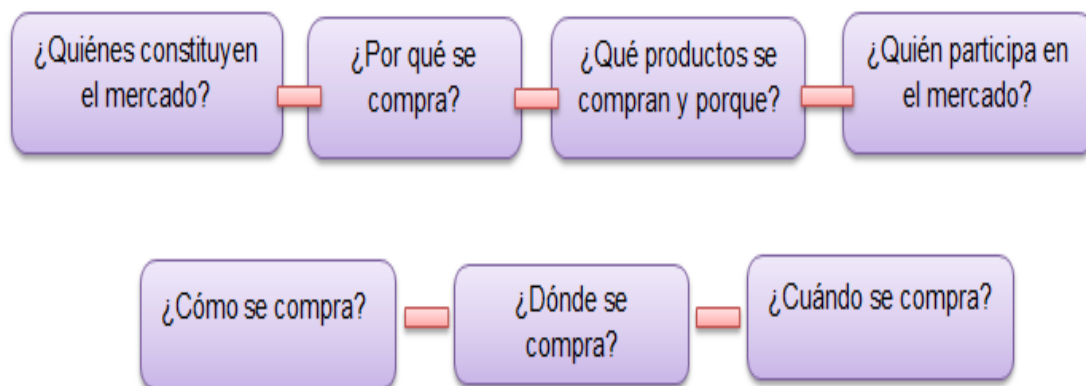 ¿Quiénes constituyen
el mercado?
¿Por qué se
compra?
¿Qué productos se
compran y porque?
¿Quién participa en
el mercado?
¿Cómo se compra?
¿Dónde se
compra?
¿Cuándo se compra?